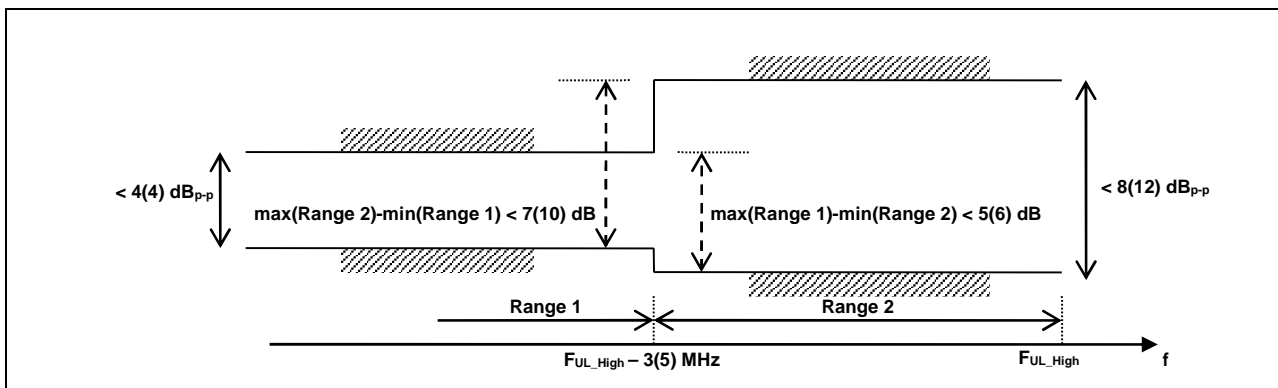 < 4(4) dBp-p
max(Range 2)-min(Range 1) < 7(10) dB
max(Range 1)-min(Range 2) < 5(6) dB
< 8(12) dBp-p
Range 1
Range 2
FUL_High – 3(5) MHz
FUL_High
f